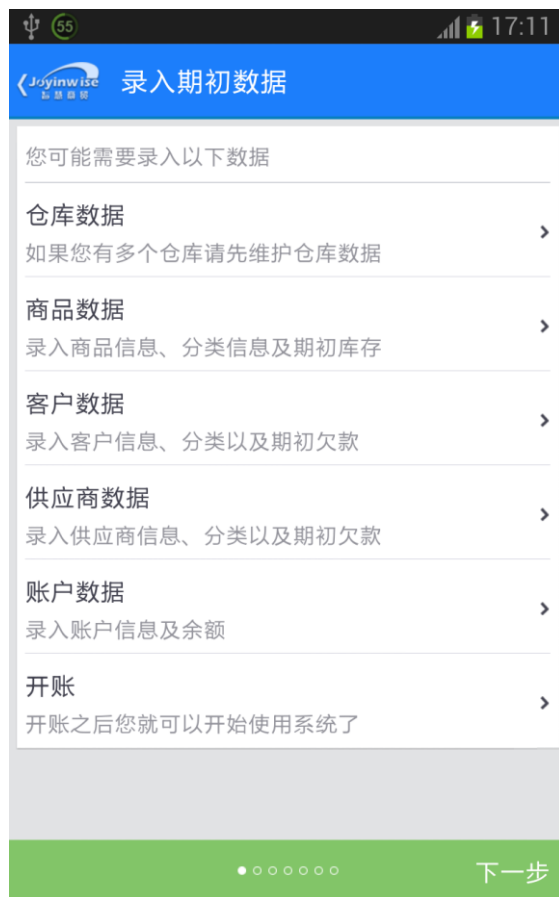 55
17:11
Joyinwise
智慧商贸
录入期初数据
您可能需要录入以下数据
仓库数据
如果您有多个仓库请先维护仓库数据
商品数据
录入商品信息、分类信息及期初库存
客户数据
录入客户信息、分类以及期初欠款
供应商数据
录入供应商信息、分类以及期初欠款
账户数据
录入账户信息及余额
开账
开账之后您就可以开始使用系统了
下一步